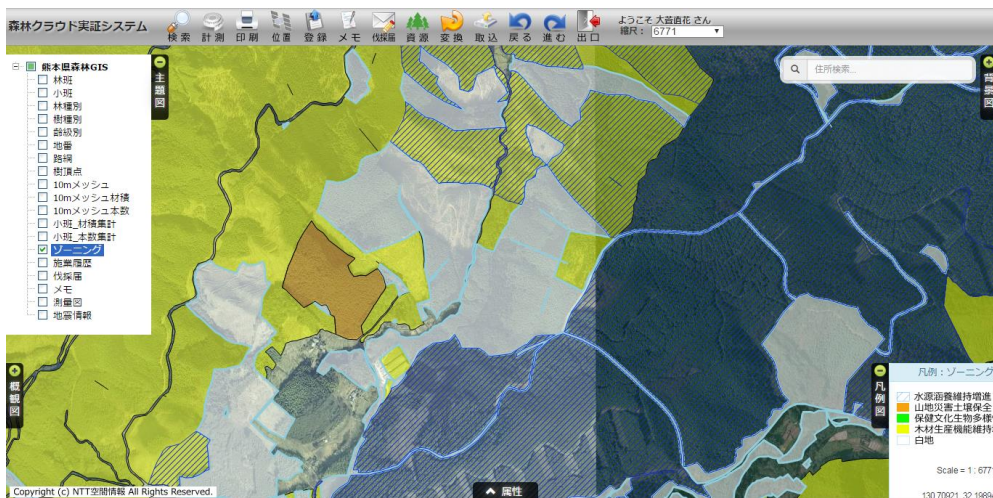 森林クラウド実証システム
検索 計測 印刷 位置 登録 メモ 伐採届 資源 変換 取込 戻る 進む 出口
ようこそ 大笛直花 さん
縮尺： 6771
熊本県森林GIS
林班
小班
林種別
樹種別
齢級別
地番
路網
樹頂点
10mメッシュ
10mメッシュ材積
10mメッシュ本数
小班_材積集計
小班_本数集計
ゾーニング
施業履歴
伐採届
メモ
測量図
地震情報
主題図
住所検索...
背景図
概観図
凡例図
凡例：ゾーニング
水源涵養維持増進
山地災害土壌保全
保健文化生物多様
木材生産機能維持
白地
Scale = 1 : 677
130.70921, 32.1989
属性
Copyright (c) NTT空間情報 All Rights Reserved.